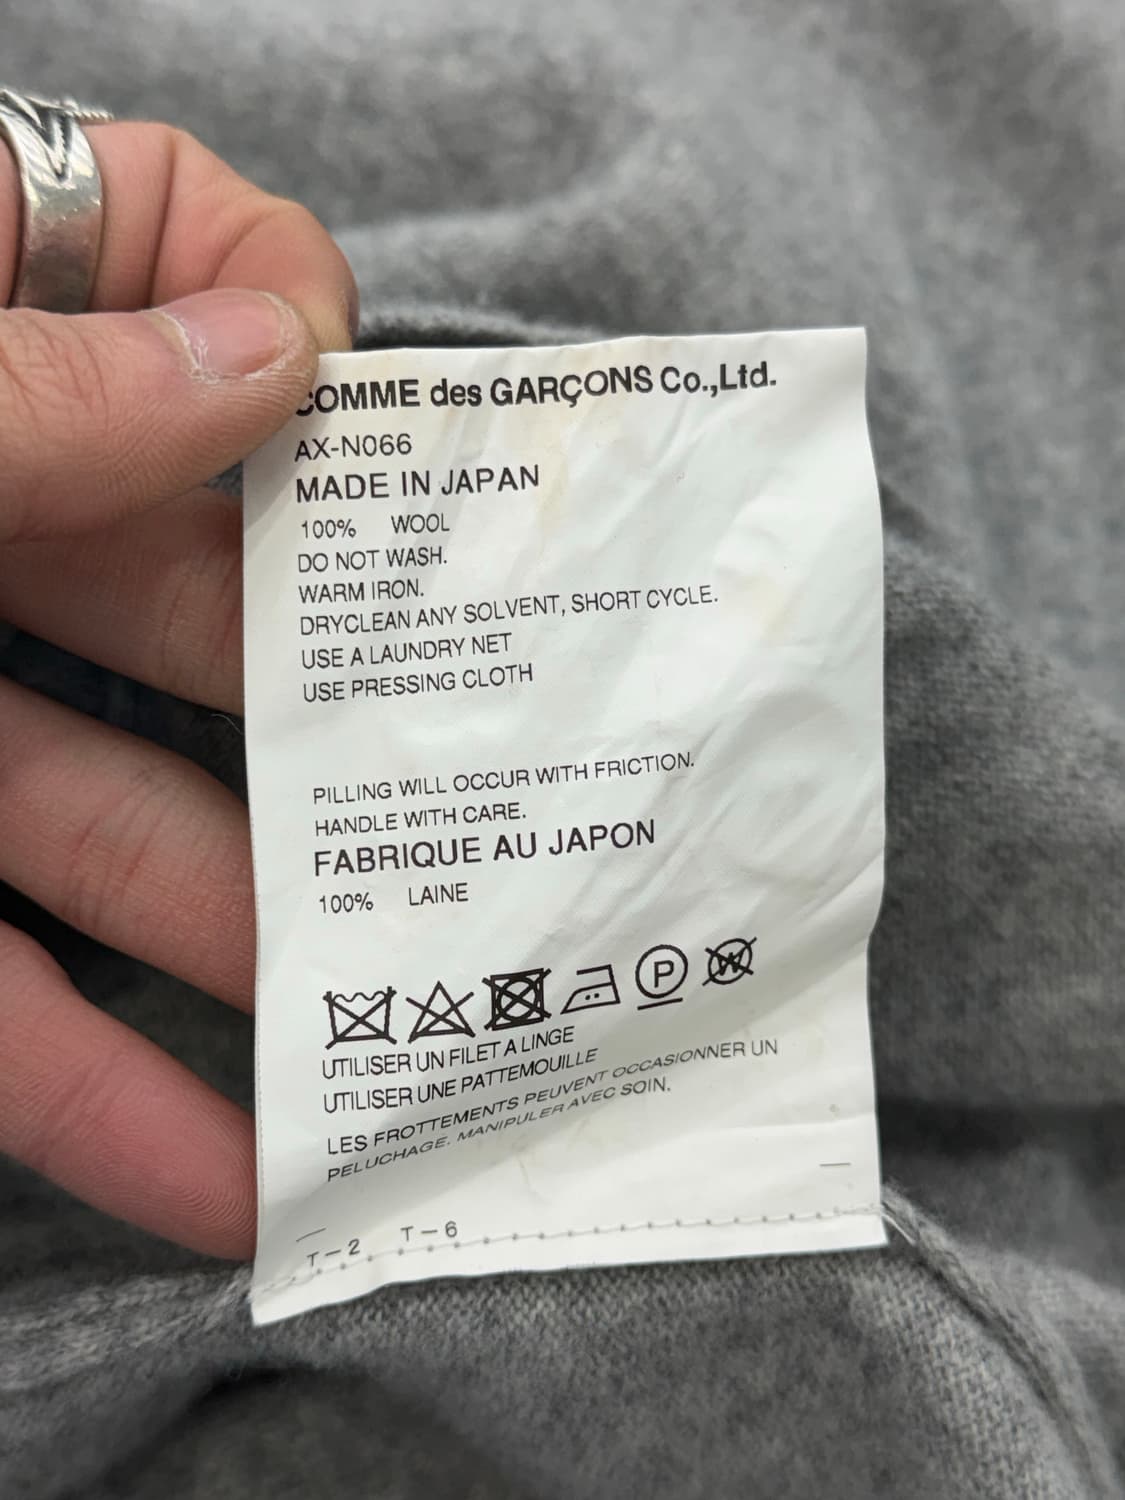 COMME des GARÇONS Co.,Ltd.
AX-N066
MADE IN JAPAN
100% WOOL
DO NOT WASH.
WARM IRON.
DRYCLEAN ANY SOLVENT, SHORT CYCLE.
USE A LAUNDRY NET
USE PRESSING CLOTH
PILLING WILL OCCUR WITH FRICTION.
HANDLE WITH CARE.
FABRIQUE AU JAPON
100% LAINE
P W
UTILISER UN FILET A LINGE
UTILISER UNE PATTEMOUILLE
LES FROTTEMENTS PEUVENT OCCASIONNER UN
PELUCHAGE. MANIPULER AVEC SOIN.
T-2 T-6